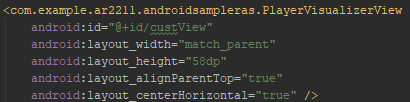 <com.example.ar2211.androidsampleras.PlayerVisualizerView
android:id="@+id/custView"
android:layout_width="match_parent"
android:layout_height="58dp"
android:layout_alignParentTop="true"
android:layout_centerHorizontal="true" />